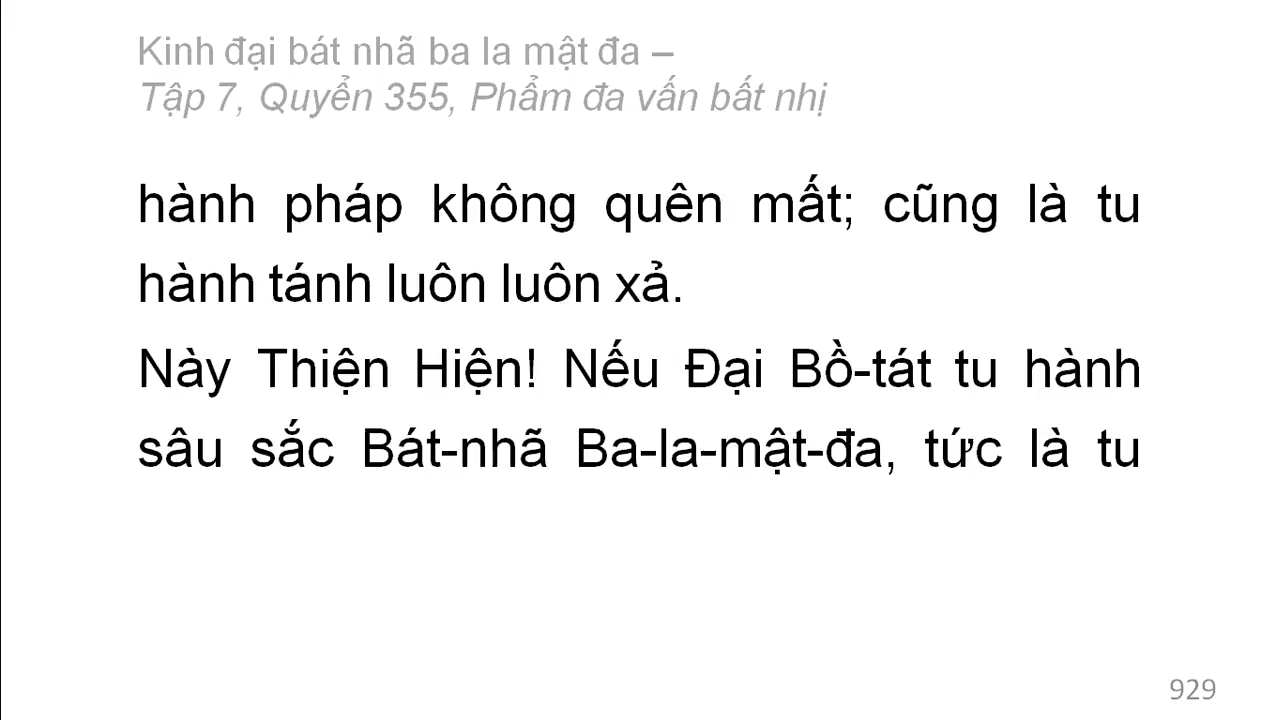 Kinh đại bát nhã ba la mật đa –
Tập 7, Quyển 355, Phẩm đa vấn bất nhị
hành pháp không quên mất; cũng là tu
hành tánh luôn luôn xả.
Này Thiện Hiện! Nếu Đại Bồ-tát tu hành
sâu sắc Bát-nhã Ba-la-mật-đa, tức là tu
929